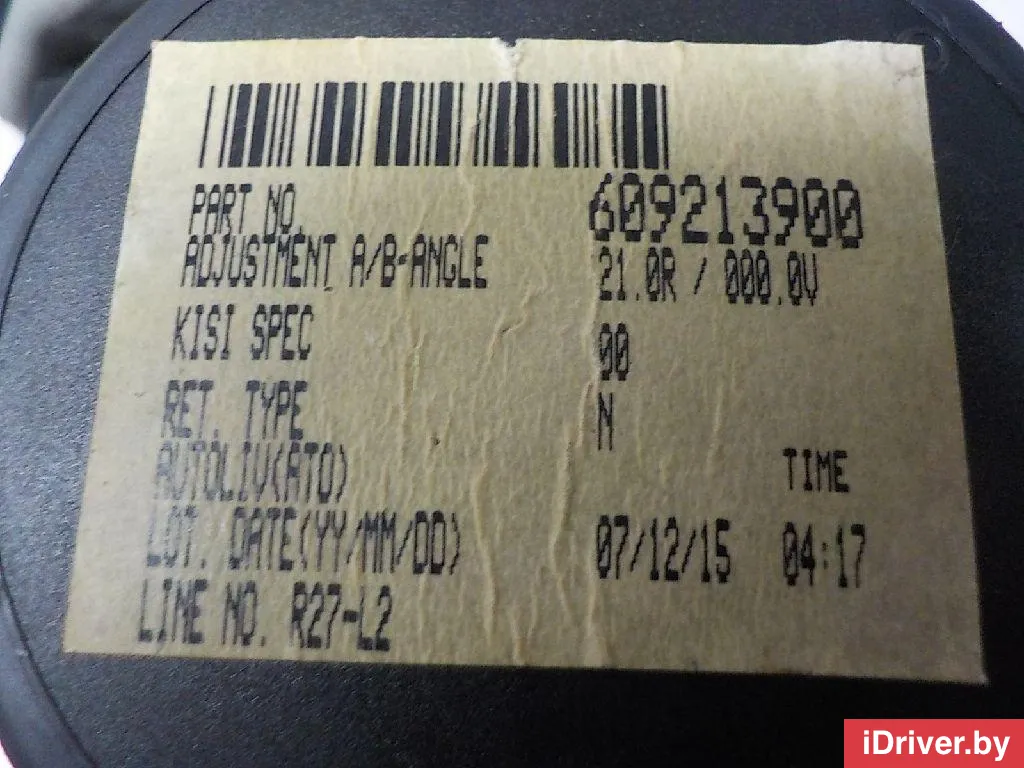 PART NO. 609213900
ADJUSTMENT A/B-ANGLE 21.0R / 000.0V
KISI SPEC 00
RET. TYPE N
AUTOLIV(ATO) TIME
LOT. DATE(YY/MM/DD) 07/12/15 04:17
LINE NO. R27-L2
iDriver.by